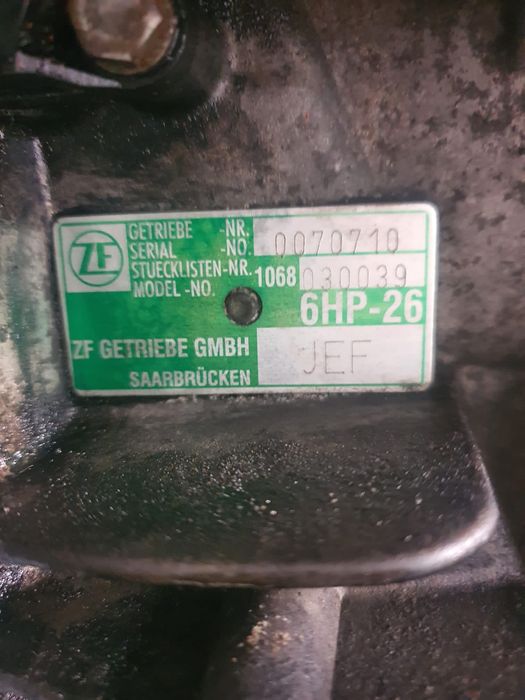 ZF
GETRIEBE -NR.
SERIAL -NO. 0070710
STUECKLISTEN-NR.
MODEL -NO. 1068 030039
6HP-26
ZF GETRIEBE GMBH
SAARBRÜCKEN
JEF